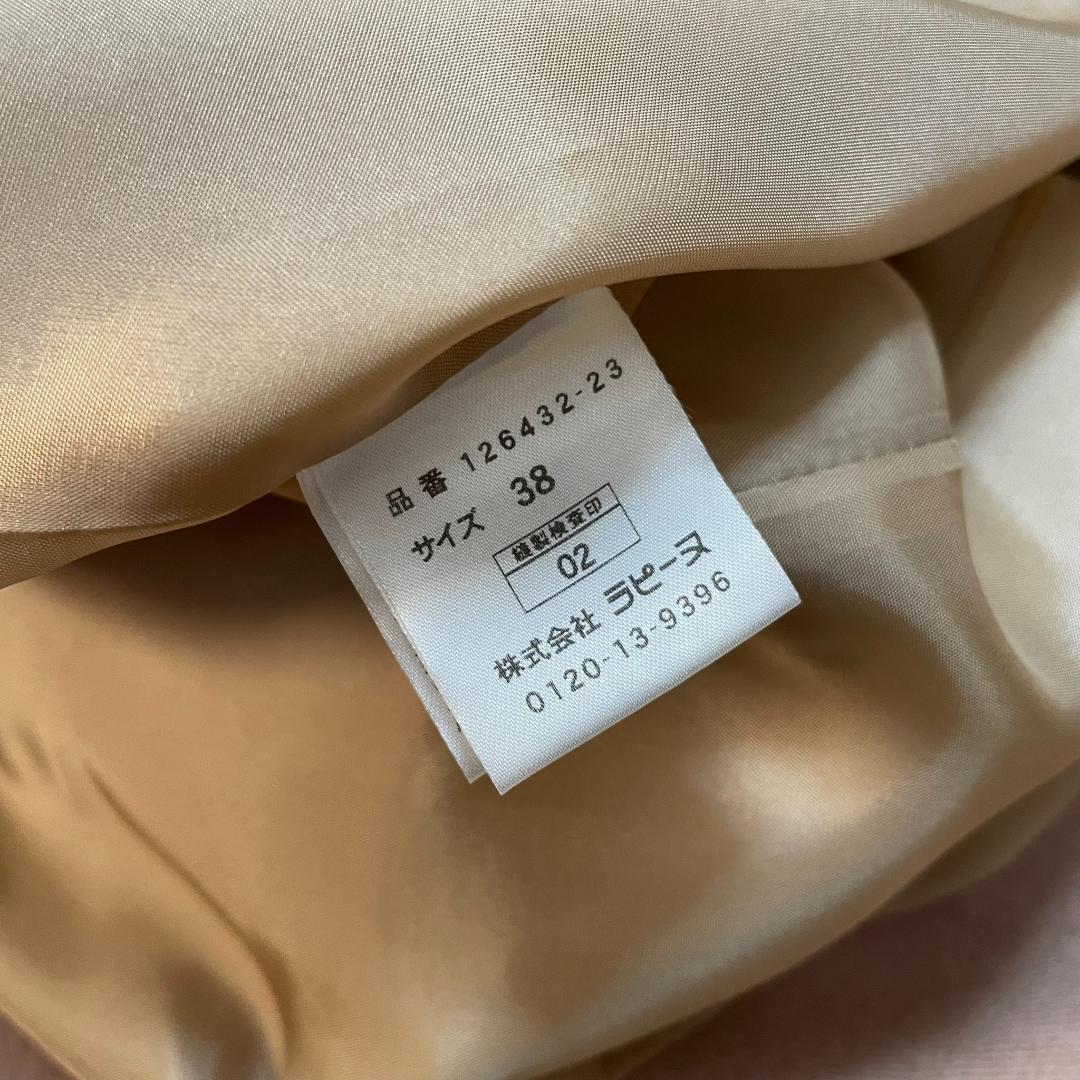 品番 126432-23
サイズ 38
縫製検査印
02
株式会社 ラピーヌ
0120-13-9396